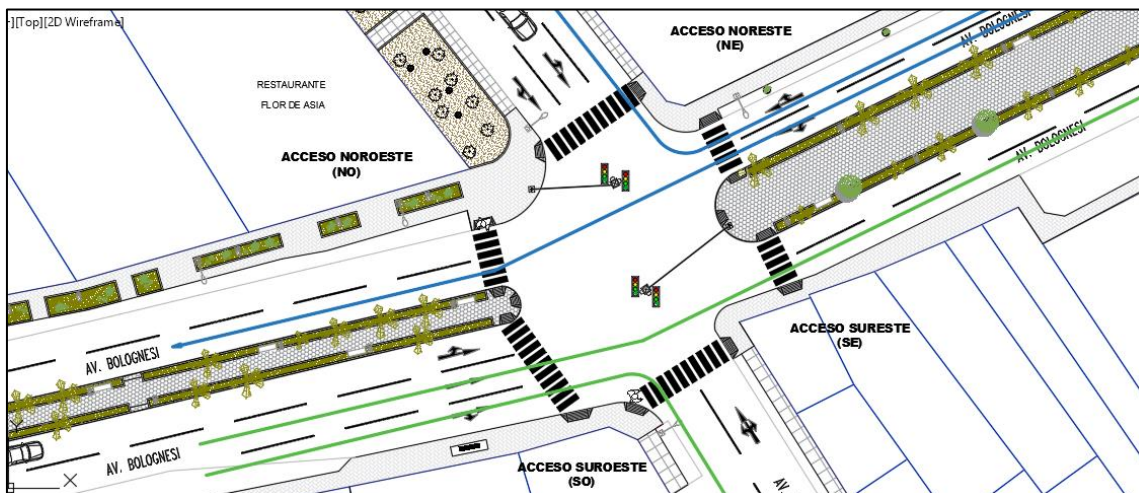 -][Top][2D Wireframe]
ACCESO NORESTE
(NE)
AV. BOLOGNESI
RESTAURANTE
FLOR DE ASIA
ACCESO NOROESTE
(NO)
AV. BOLOGNESI
AV. BOLOGNESI
ACCESO SURESTE
(SE)
AV. BOLOGNESI
ACCESO SUROESTE
(SO)
AV.
X